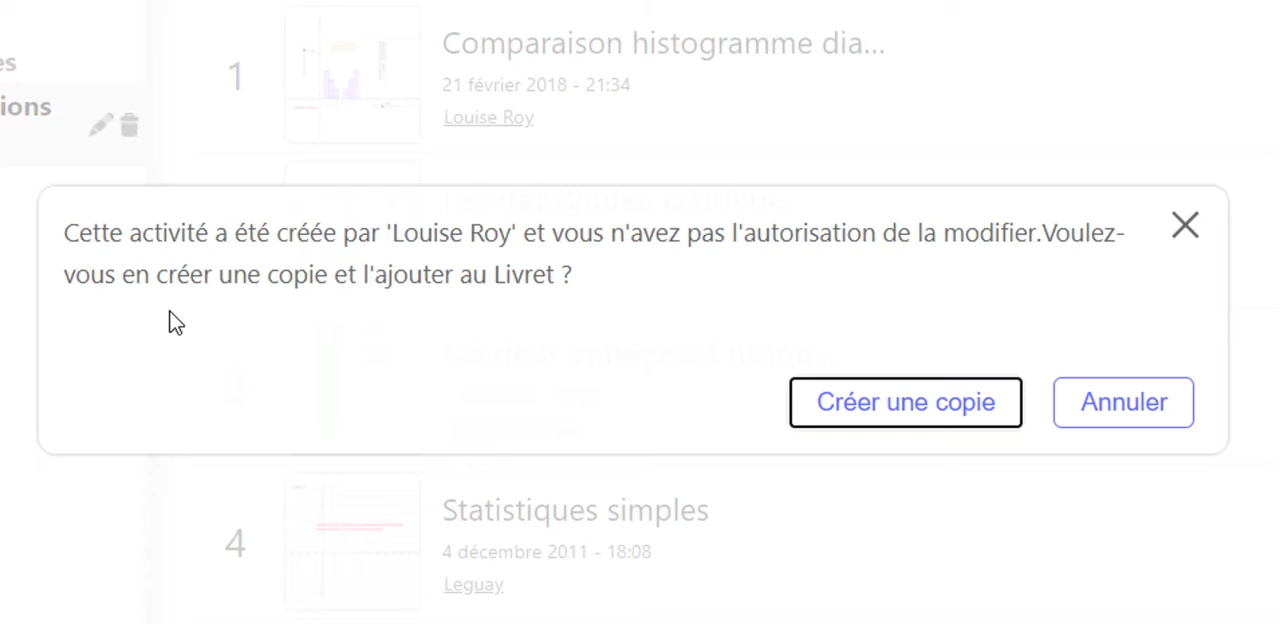 es
ions
1
Comparaison histogramme dia...
21 février 2018 - 21:34
Louise Roy
Cette activité a été créée par 'Louise Roy' et vous n'avez pas l'autorisation de la modifier.Voulez-
vous en créer une copie et l'ajouter au Livret ?
Créer une copie
Annuler
4
Statistiques simples
4 décembre 2011 - 18:08
Leguay